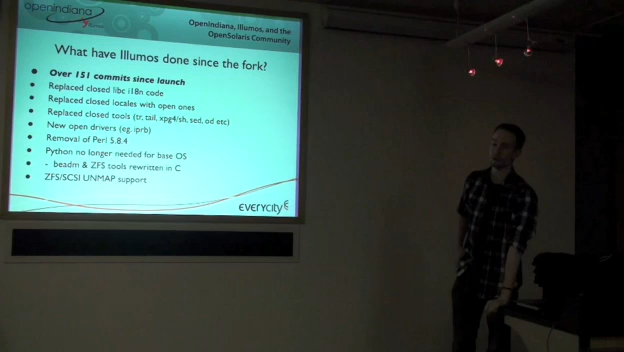 openindiana
OpenIndiana, Illumos, and the
OpenSolaris Community
What have Illumos done since the fork?
Over 151 commits since launch
Replaced closed libc i18n code
Replaced closed locales with open ones
Replaced closed tools (tr, tail, xpg4/sh, sed, od etc)
New open drivers (eg. iprb)
Removal of Perl 5.8.4
Python no longer needed for base OS
- beadm & ZFS tools rewritten in C
ZFS/SCSI UNMAP support
EVERYCITY